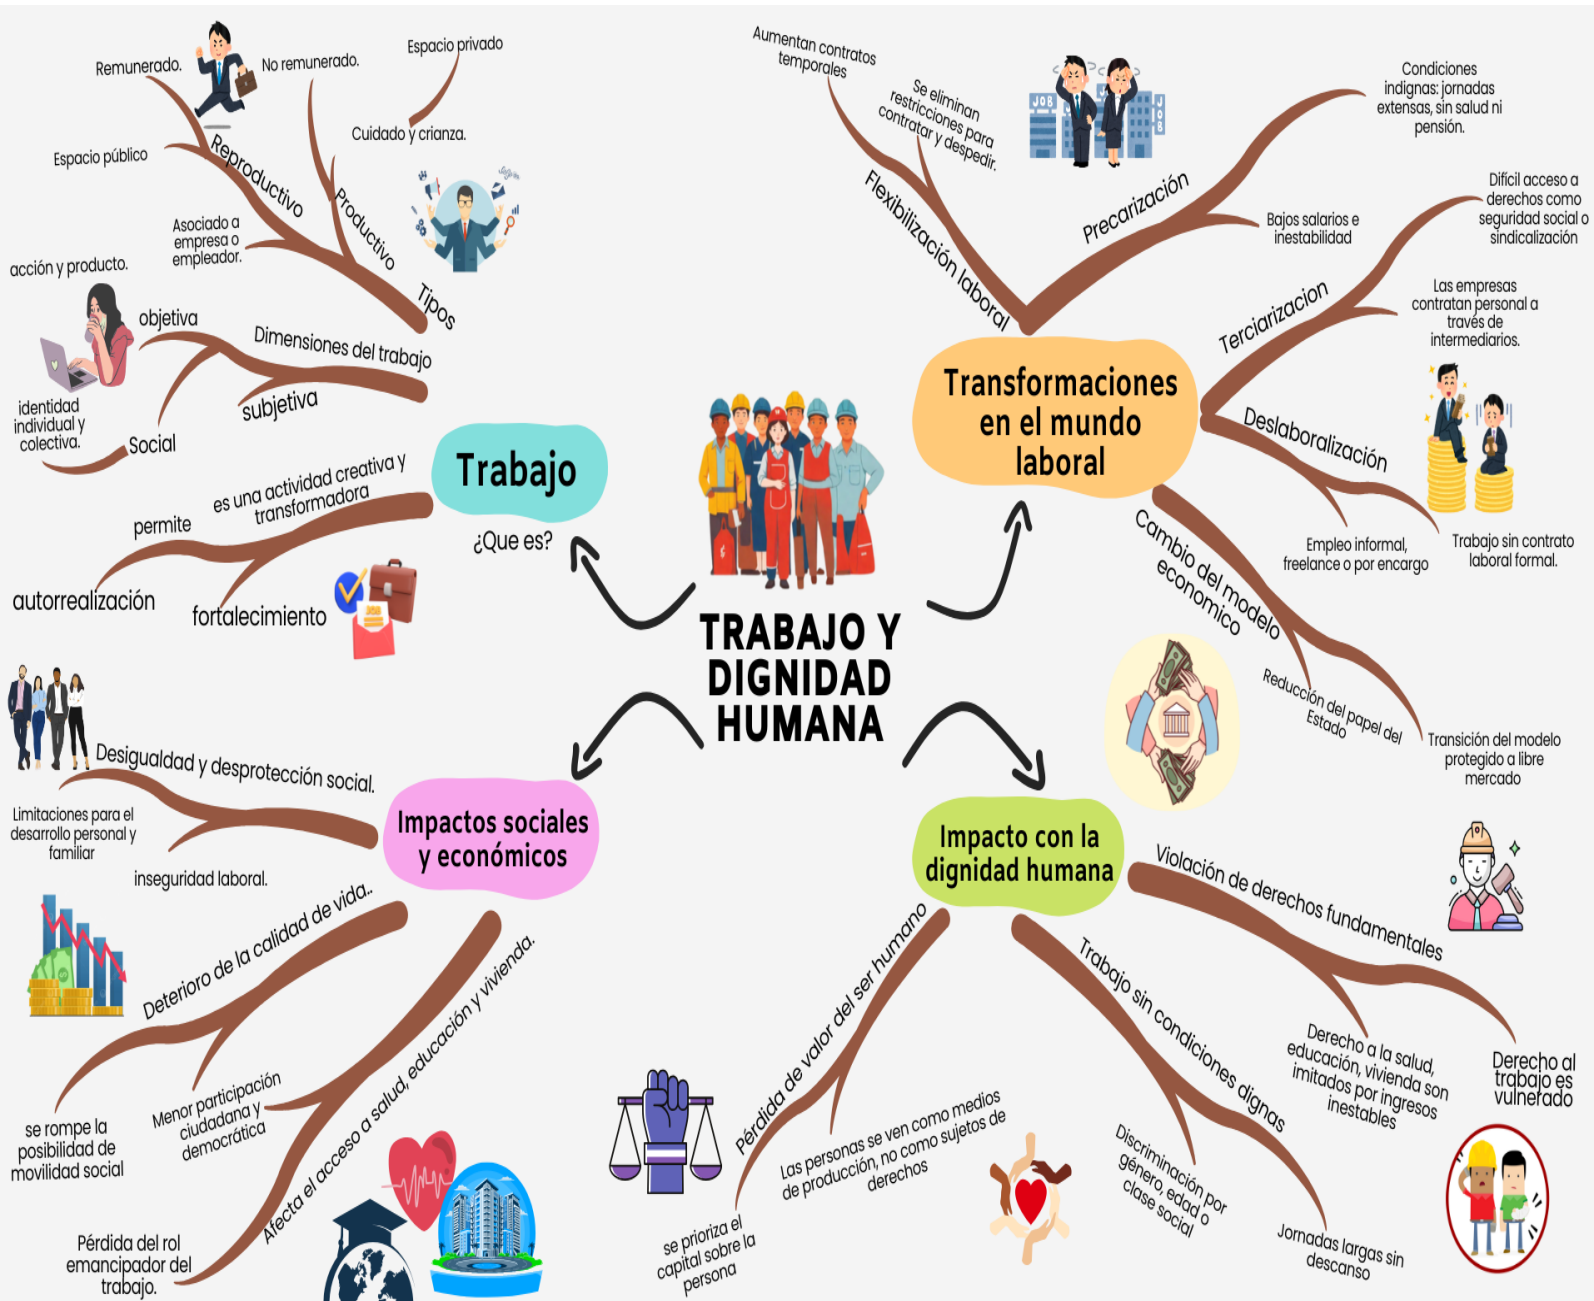 Remunerado.
No remunerado.
Espacio privado
Cuidado y crianza.
Espacio público
Reproductivo
Productivo
Asociado a
empresa o
empleador.
Tipos
acción y producto.
objetiva
Dimensiones del trabajo
subjetiva
identidad
individual y
colectiva.
Social
Trabajo
¿Que es?
es una actividad creativa y
transformadora
permite
autorrealización
fortalecimiento
JOB
TRABAJO Y
DIGNIDAD
HUMANA
Aumentan contratos
temporales
Se eliminan
restricciones para
contratar y despedir.
Flexibilización laboral
JOB
JOB
JOB
Condiciones
indignas: jornadas
extensas, sin salud ni
pensión.
Precarización
Bajos salarios e
inestabilidad
Difícil acceso a
derechos como
seguridad social o
sindicalización
Terciarizacion
Las empresas
contratan personal a
través de
intermediarios.
Transformaciones
en el mundo
laboral
Deslaboralización
Empleo informal,
freelance o por encargo
Trabajo sin contrato
laboral formal.
Cambio del modelo
economico
Reducción del papel del
Estado
Transición del modelo
protegido a libre
mercado
Desigualdad y desprotección social.
Limitaciones para el
desarrollo personal y
familiar
inseguridad laboral.
Impactos sociales
y económicos
Deterioro de la calidad de vida..
se rompe la
posibilidad de
movilidad social
Menor participación
ciudadana y
democrática
Afecta el acceso a salud, educación y vivienda.
Pérdida del rol
emancipador del
trabajo.
Impacto con la
dignidad humana
Violación de derechos fundamentales
Derecho a la salud,
educación, vivienda son
imitados por ingresos
inestables
Derecho al
trabajo es
vulnerado
Trabajo sin condiciones dignas
Discriminación por
género, edad o
clase social
Jornadas largas sin
descanso
Pérdida de valor del ser humano
Las personas se ven como medios
de producción, no como sujetos de
derechos
se prioriza el
capital sobre la
persona